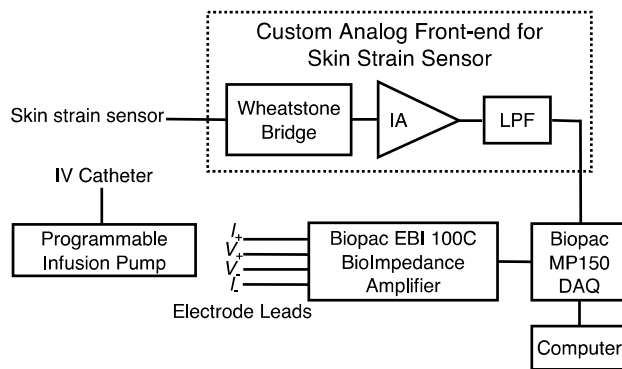 Custom Analog Front-end for
Skin Strain Sensor
Skin strain sensor
Wheatstone
Bridge
IA
LPF
IV Catheter
Programmable
Infusion Pump
I+
V+
V-
I-
Electrode Leads
Biopac EBI 100C
BioImpedance
Amplifier
Biopac
MP150
DAQ
Computer